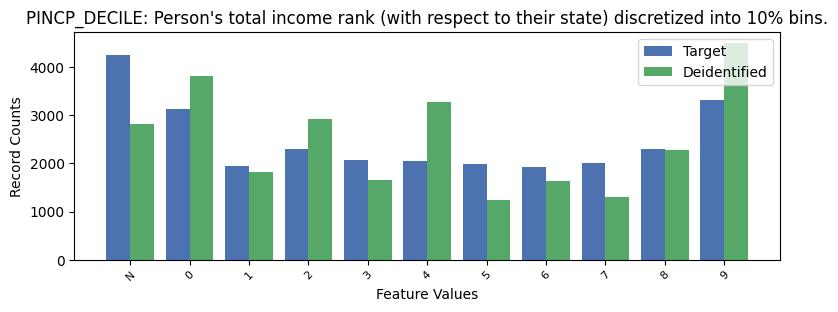 PINCP_DECILE: Person's total income rank (with respect to their state) discretized into 10% bins.
Target
Deidentified
Record Counts
4000
3000
2000
1000
0
N 0 1 2 3 4 5 6 7 8 9
Feature Values